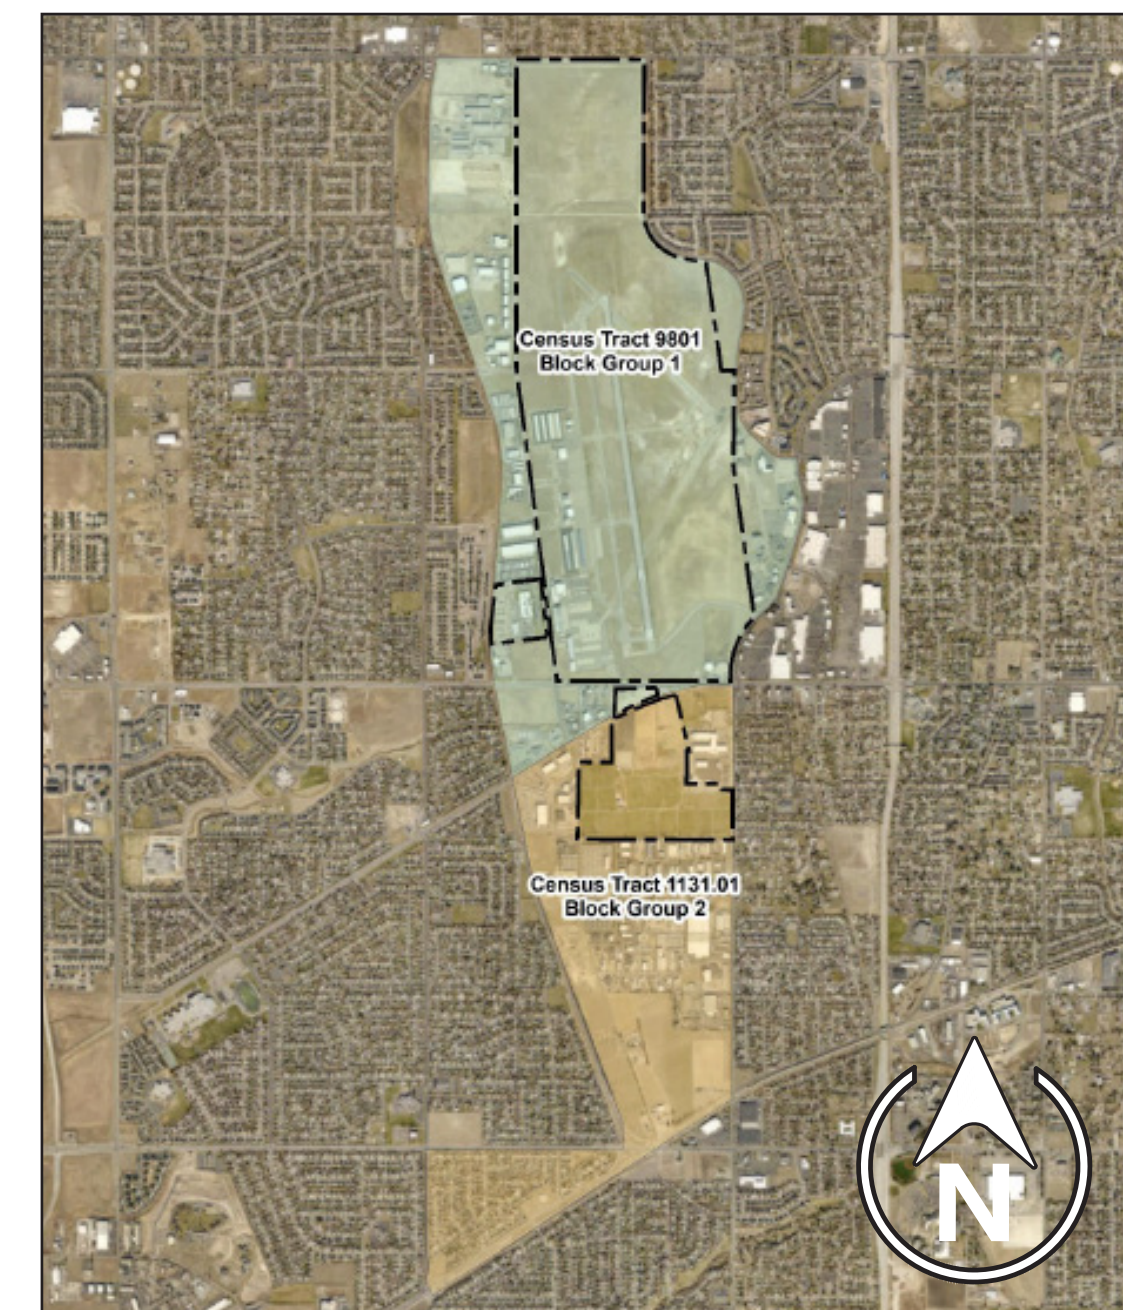 Census Tract 9801
Block Group 1
Census Tract 1131.01
Block Group 2
N